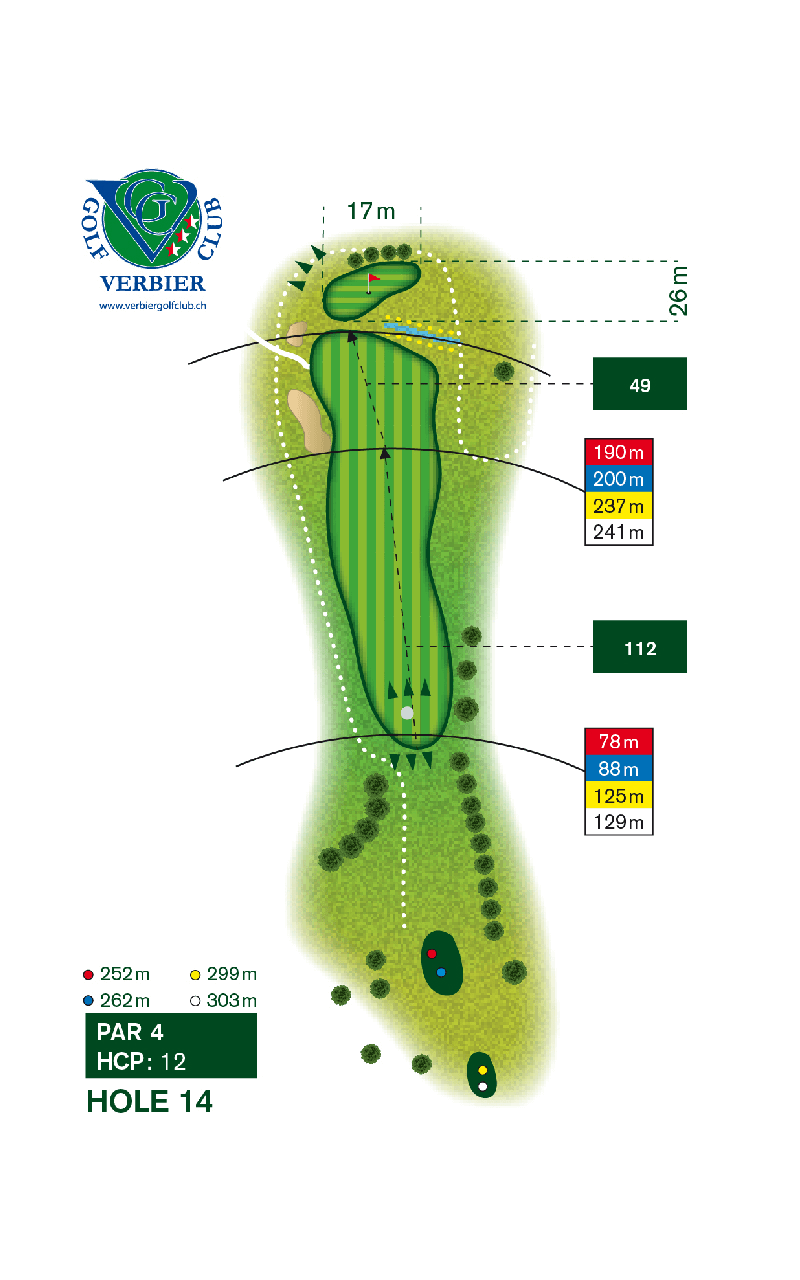 GOLF CLUB
VGC
VERBIER
www.verbiergolfclub.ch
17 m
26 m
49
190 m
200 m
237 m
241 m
112
78 m
88 m
125 m
129 m
252 m 299 m
262 m 303 m
PAR 4
HCP: 12
HOLE 14